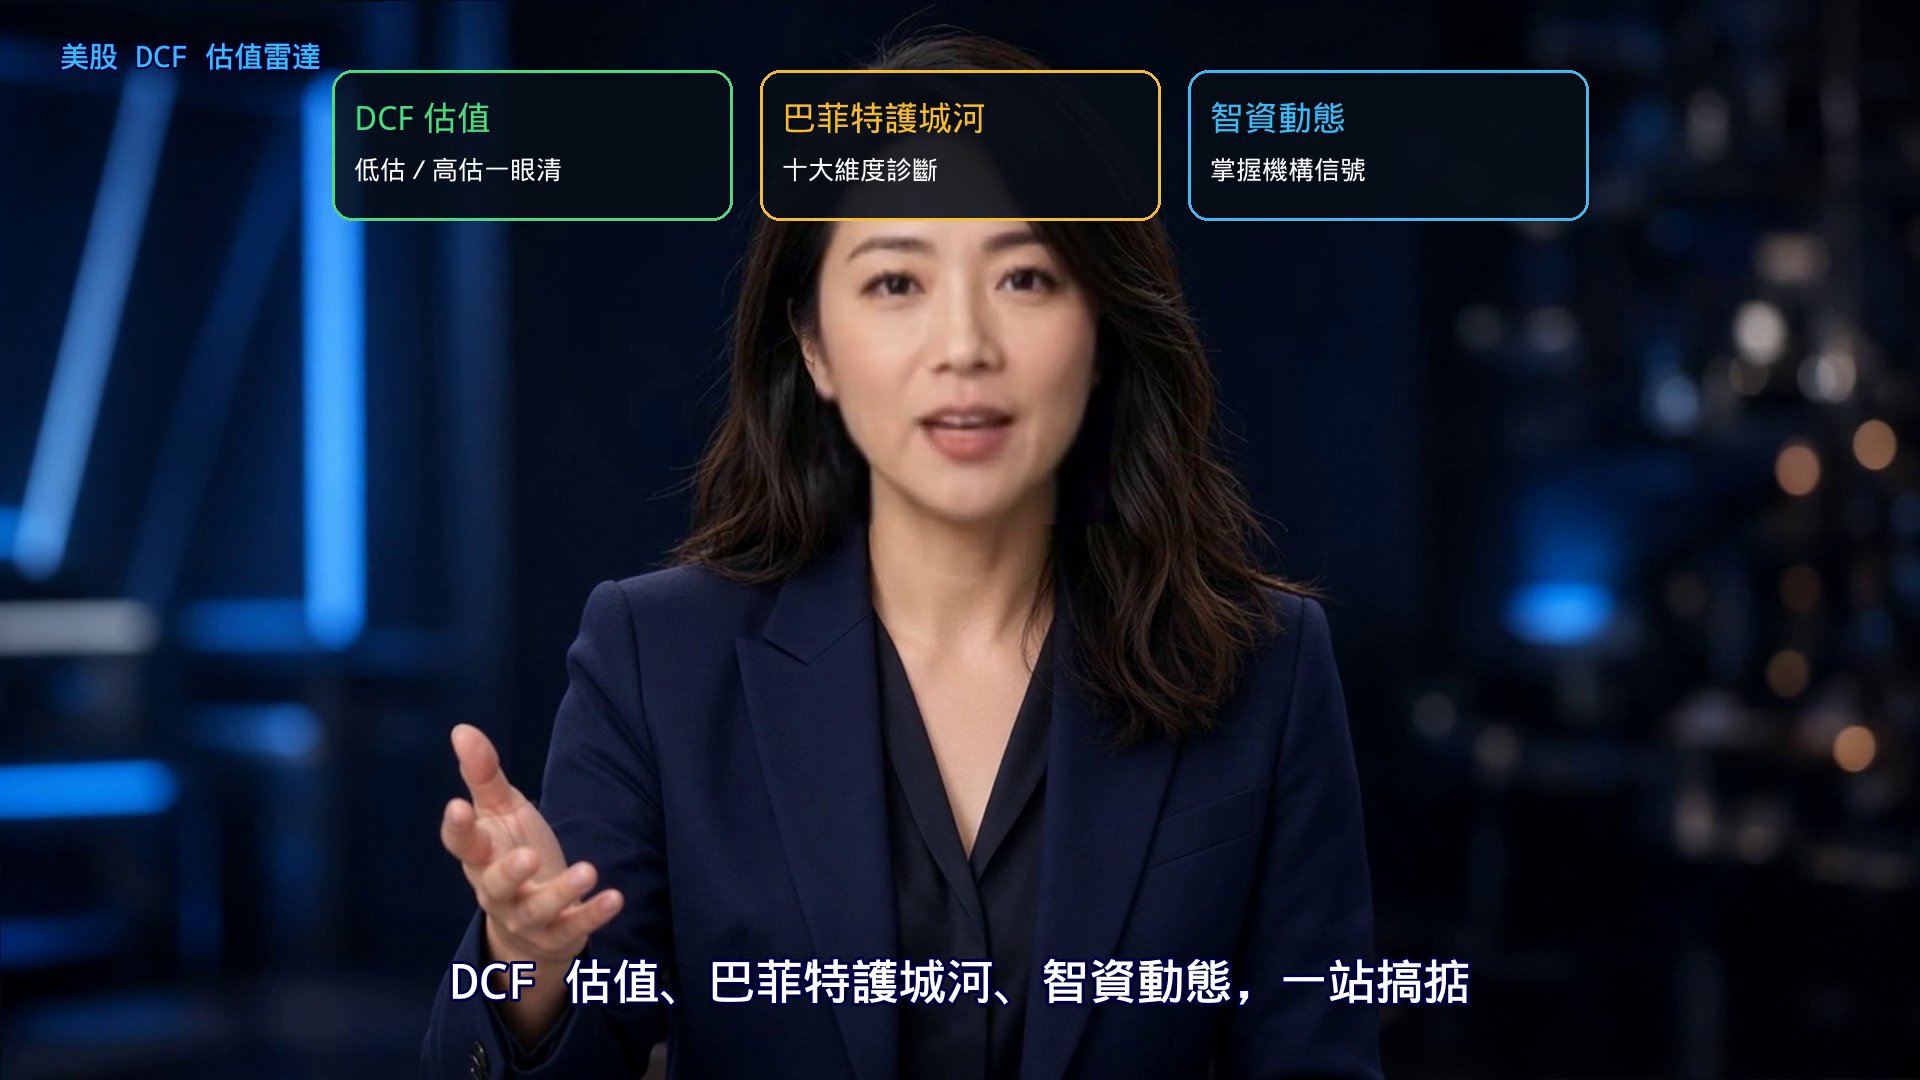 美股 DCF 估值雷達
DCF 估值
低估 / 高估一眼清
巴菲特護城河
十大維度診斷
智資動態
掌握機構信號
DCF 估值、巴菲特護城河、智資動態，一站搞掂